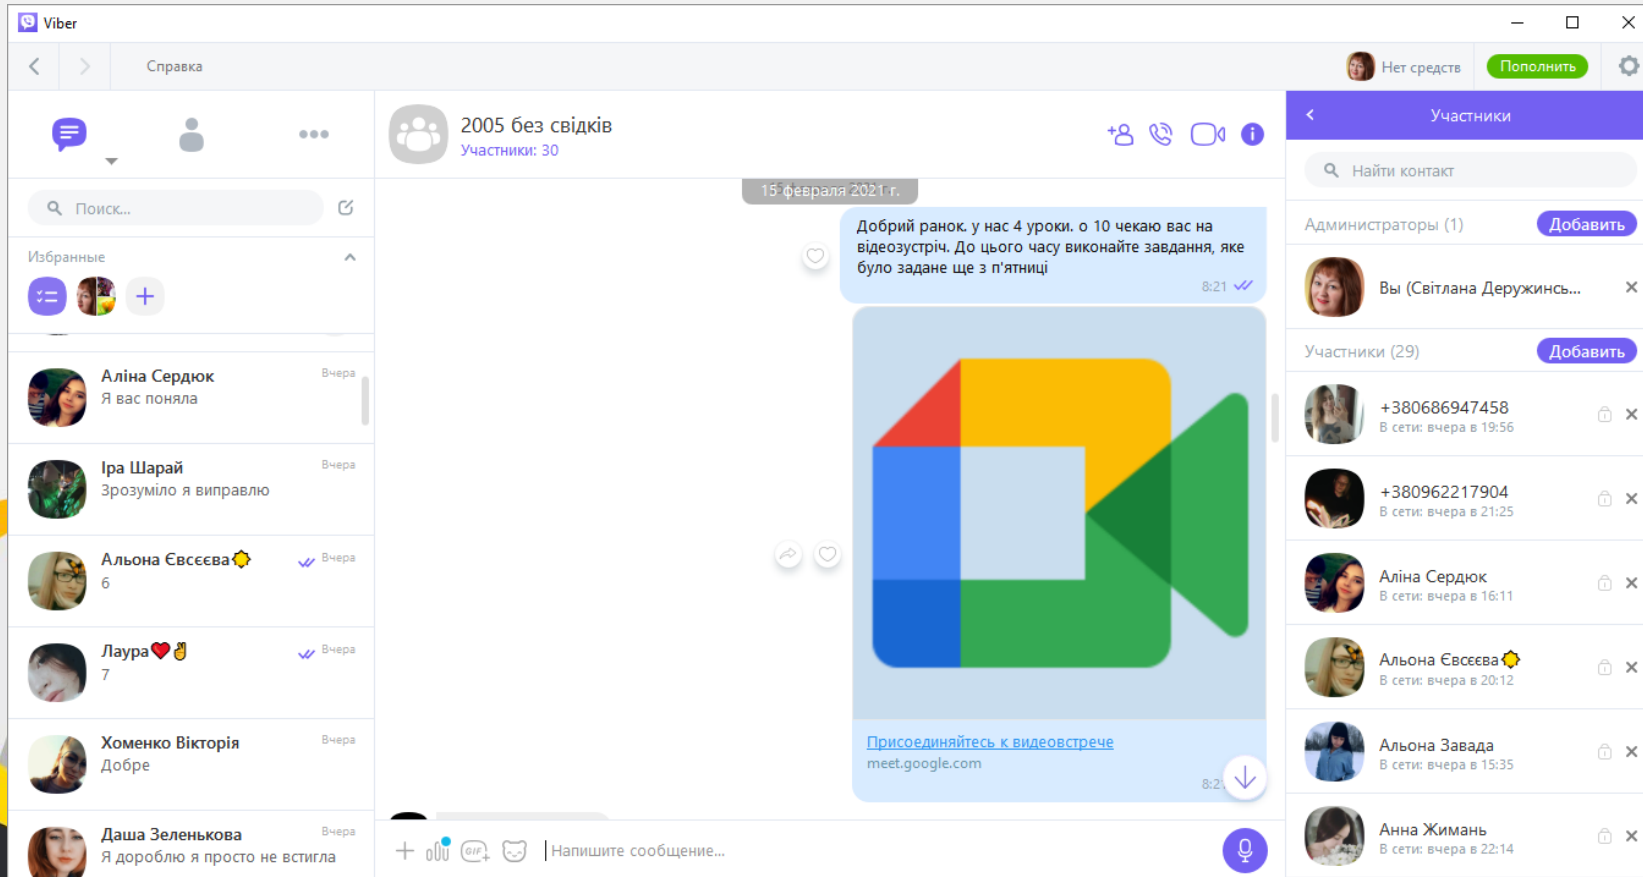 Viber
Справка
Нет средств
Пополнить
2005 без свідків
Участники: 30
Участники
Поиск...
Найти контакт
Избранные
Администраторы (1)
Добавить
Вы (Світлана Деружинсь...
Участники (29)
Добавить
15 февраля 2021 г.
Добрий ранок. у нас 4 уроки. о 10 чекаю вас на
відеозустріч. До цього часу виконайте завдання, яке
було задане ще з п'ятниці
8:21
Присоединяйтесь к видеовстрече
meet.google.com
Аліна Сердюк
Вчера
Я вас поняла
Іра Шарай
Вчера
Зрозуміло я виправлю
Альона Євсєєва
Вчера
6
Лаура
Вчера
7
Хоменко Вікторія
Вчера
Добре
Даша Зеленькова
Вчера
Я дороблю я просто не встигла
GIF
Напишите сообщение...
+380686947458
В сети: вчера в 19:56
+380962217904
В сети: вчера в 21:25
Аліна Сердюк
В сети: вчера в 16:11
Альона Євсєєва
В сети: вчера в 20:12
Альона Завада
В сети: вчера в 15:35
Анна Жимань
В сети: вчера в 22:14